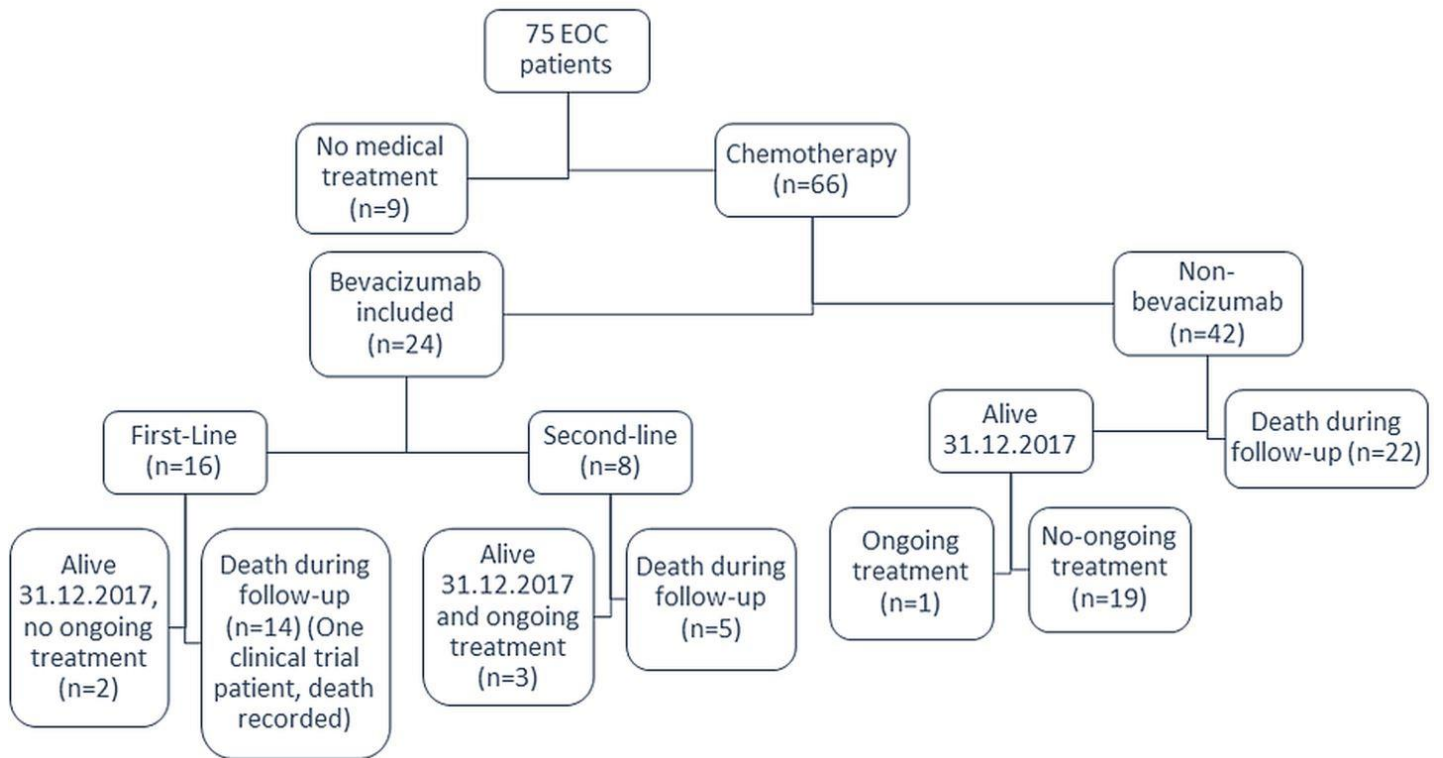 75 EOC
patients
No medical
treatment
(n=9)
Chemotherapy
(n=66)
Bevacizumab
included
(n=24)
Non-
bevacizumab
(n=42)
First-Line
(n=16)
Second-line
(n=8)
Alive
31.12.2017
Death during
follow-up (n=22)
Alive
31.12.2017,
no ongoing
treatment
(n=2)
Death during
follow-up
(n=14) (One
clinical trial
patient, death
recorded)
Alive
31.12.2017
and ongoing
treatment
(n=3)
Death during
follow-up
(n=5)
Ongoing
treatment
(n=1)
No-ongoing
treatment
(n=19)